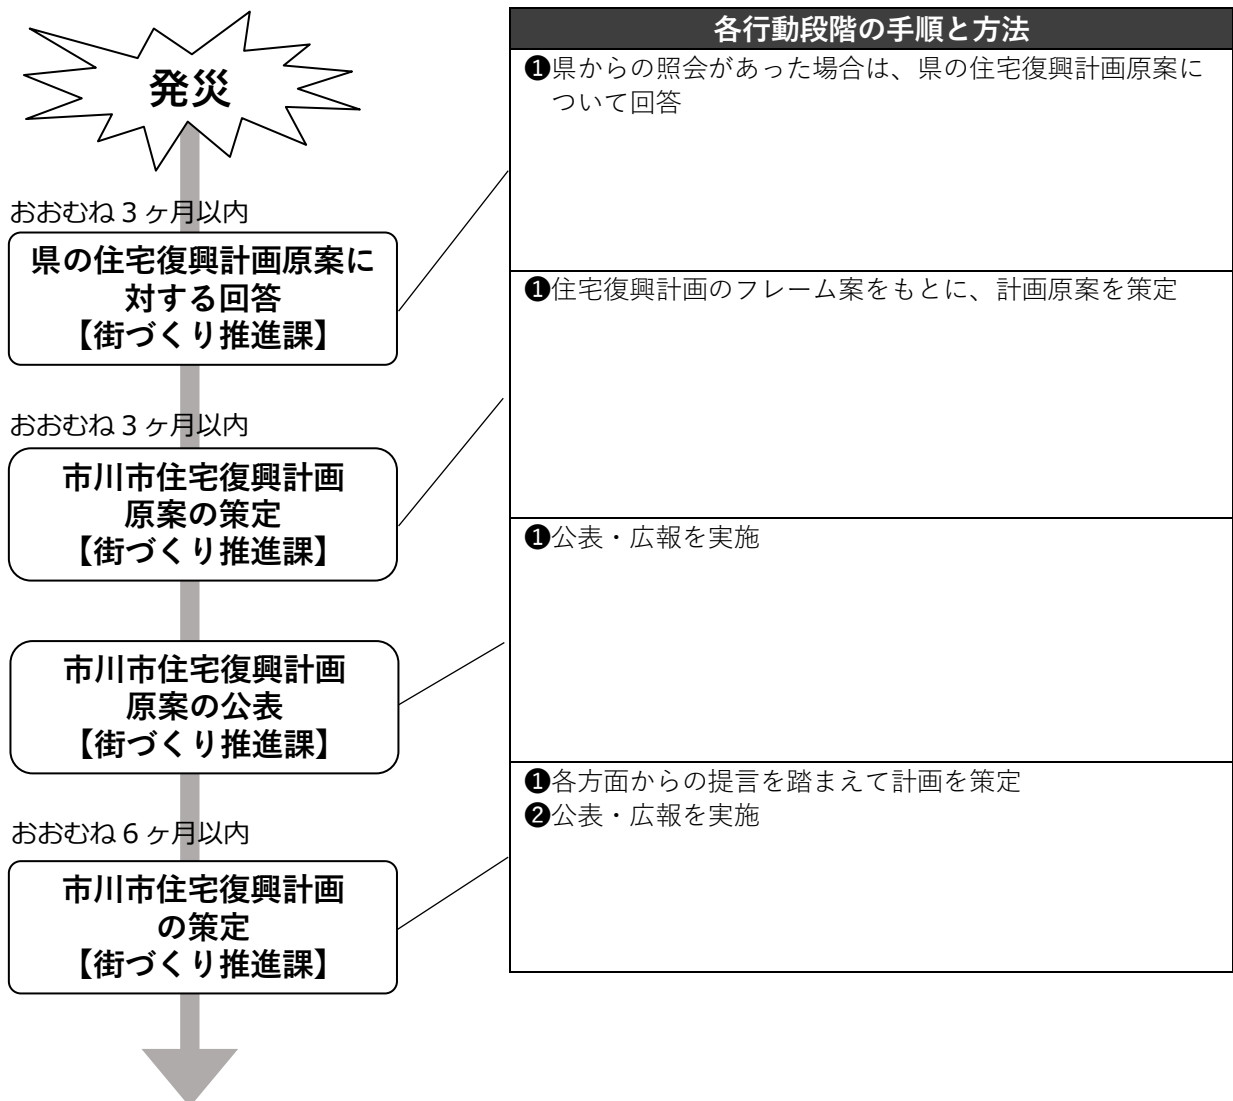 発災
おおむね３ヶ月以内
県の住宅復興計画原案に
対する回答
【街づくり推進課】
おおむね３ヶ月以内
市川市住宅復興計画
原案の策定
【街づくり推進課】
市川市住宅復興計画
原案の公表
【街づくり推進課】
おおむね６ヶ月以内
市川市住宅復興計画
の策定
【街づくり推進課】
各行動段階の手順と方法
❶県からの照会があった場合は、県の住宅復興計画原案に
ついて回答
❶住宅復興計画のフレーム案をもとに、計画原案を策定
❶公表・広報を実施
❶各方面からの提言を踏まえて計画を策定
❷公表・広報を実施